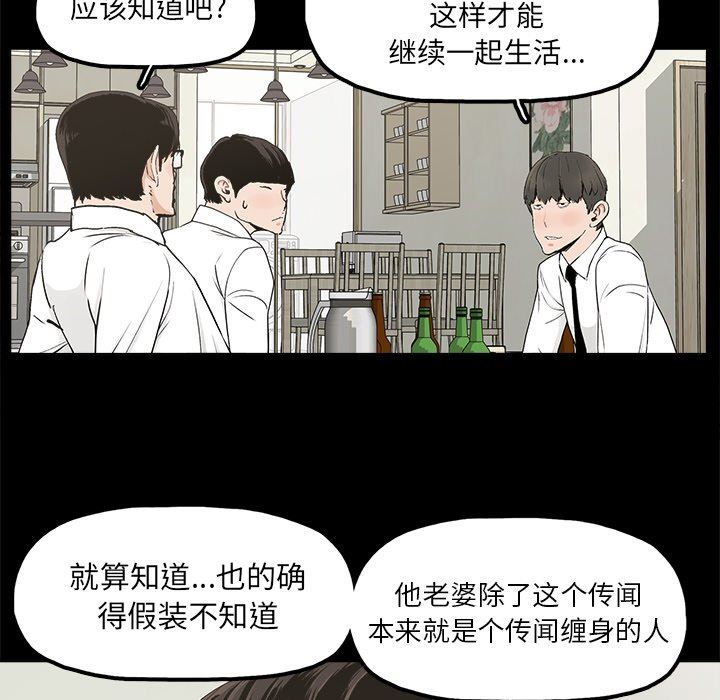 应该知道吧?
这样才能
继续一起生活...
就算知道...也的确
得假装不知道
他老婆除了这个传闻
本来就是个传闻缠身的人